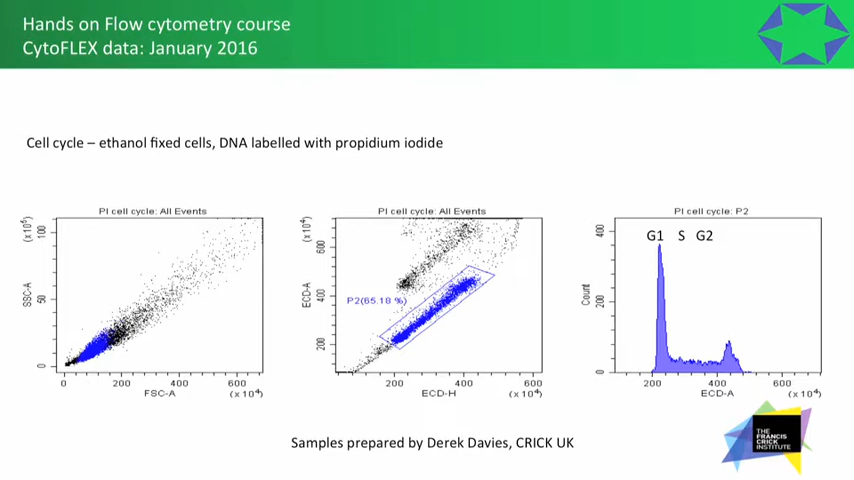 Hands on Flow cytometry course
CytoFLEX data: January 2016
Cell cycle – ethanol fixed cells, DNA labelled with propidium iodide
PI cell cycle: All Events
SSC-A
(x10⁵)
0
50
100
0
200
400
600
FSC-A
(x10⁴)
PI cell cycle: All Events
ECD-A
(x10⁴)
200
400
600
P2(65.18 %)
200
400
600
ECD-H
(x10⁴)
PI cell cycle: P2
G1 S G2
Count
0
200
400
200
400
600
ECD-A
(x10⁴)
Samples prepared by Derek Davies, CRICK UK
THE
FRANCIS
CRICK
INSTITUTE